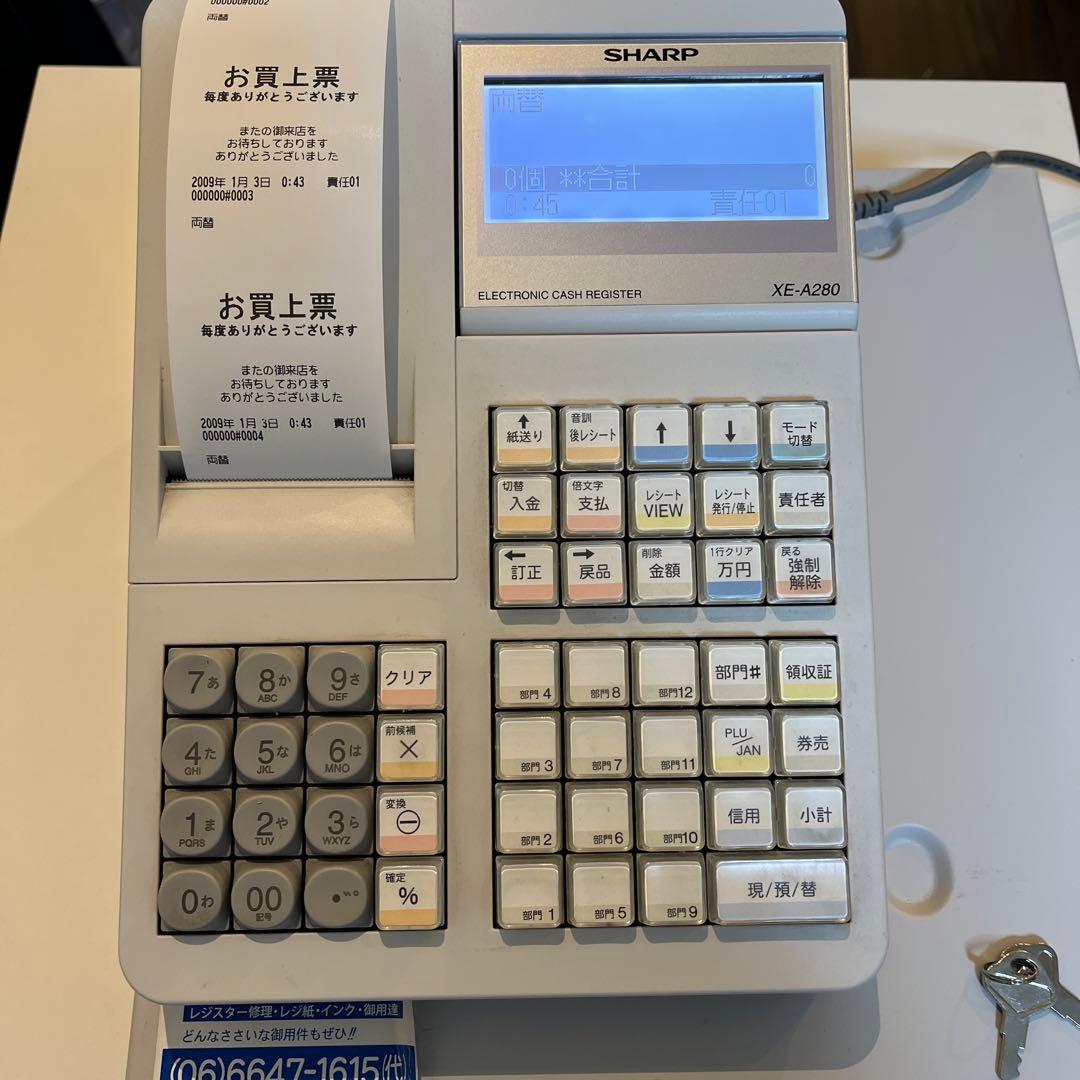 000000#0002
両替
お買上票
毎度ありがとうございます
またの御来店を
お待ちしております
ありがとうございました
2009年 1月 3日 0:43 責任01
000000#0003
両替
お買上票
毎度ありがとうございます
またの御来店を
お待ちしております
ありがとうございました
2009年 1月 3日 0:43 責任01
000000#0004
両替
SHARP
両替
0個 **合計 0
0:45 責任01
ELECTRONIC CASH REGISTER XE-A280
↑ 紙送り
音訓 後レシート
↑
↓
モード切替
切替 入金
倍文字 支払
レシート VIEW
レシート 発行/停止
責任者
← 訂正
→ 戻品
削除 金額
1行クリア 万円
戻る 強制解除
7 あ
8 か ABC
9 さ DEF
クリア
4 た GHI
5 な JKL
6 は MNO
前候補 ×
1 ま PQRS
2 や TUV
3 ら WXYZ
変換 ⊖
0 わ
00 記号
• ゛゜
確定 %
部門 4
部門 8
部門 12
部門#
領収証
部門 3
部門 7
部門 11
PLU/JAN
券売
部門 2
部門 6
部門 10
信用
小計
部門 1
部門 5
部門 9
現/預/替
レジスター修理・レジ紙・インク・御用達
どんなささいな御用件もぜひ!!
(06)6647-1615(代)